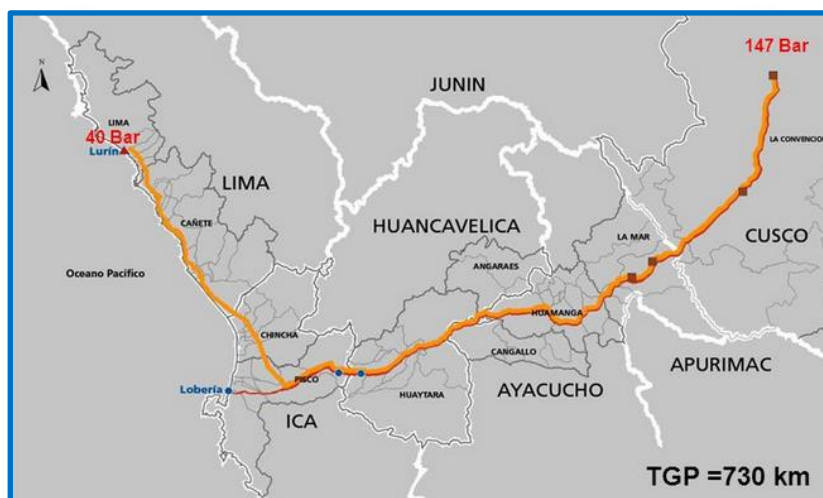 147 Bar
N
JUNIN
LIMA
40 Bar
Lurín
LA CONVENCION
LIMA
HUANCAVELICA
CAÑETE
LA MAR
CUSCO
Oceano Pacífico
ANGARAES
HUAMANGA
CHINCHA
CANGALLO
APURIMAC
PISCO
Lobería
HUAYTARA
AYACUCHO
ICA
TGP =730 km